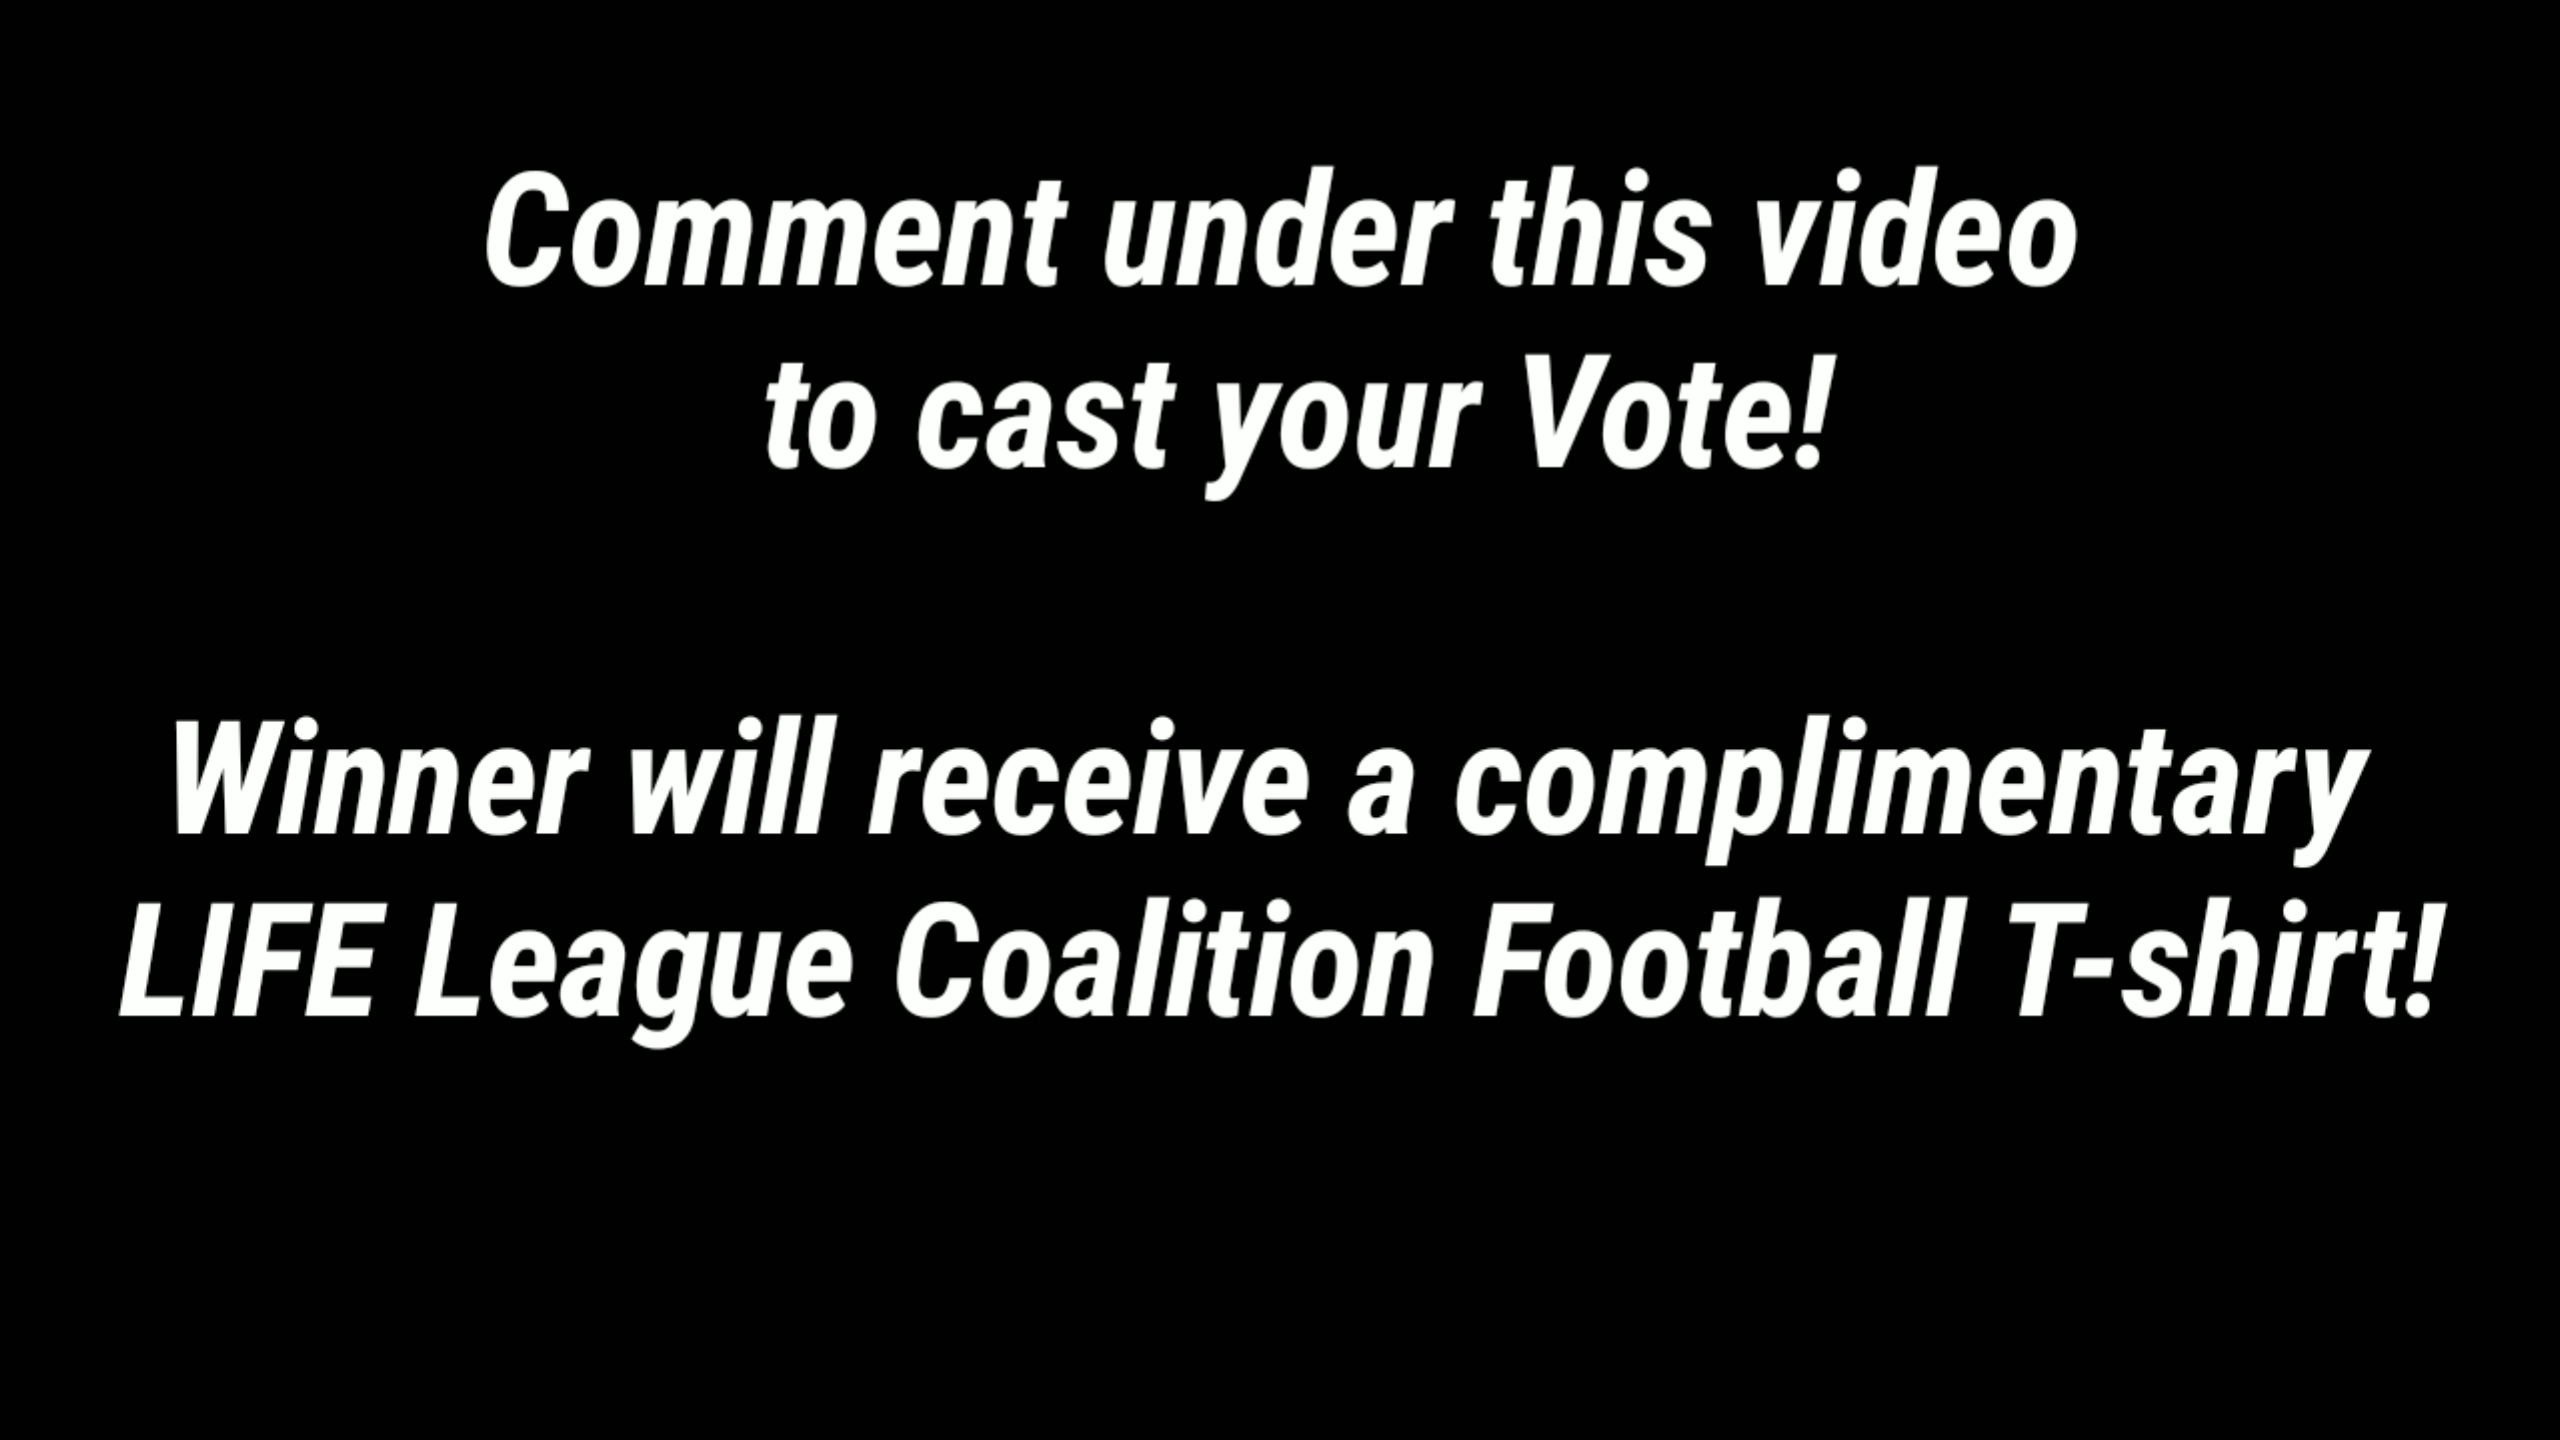 Comment under this video
to cast your Vote!
Winner will receive a complimentary
LIFE League Coalition Football T-shirt!